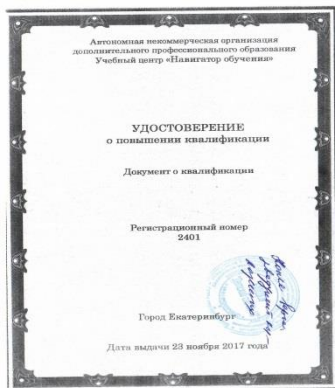 Автономная некоммерческая организация
дополнительного профессионального образования
Учебный центр «Навигатор обучения»
УДОСТОВЕРЕНИЕ
о повышении квалификации
Документ о квалификации
Регистрационный номер
2401
Город Екатеринбург
Дата выдачи 23 ноября 2017 года